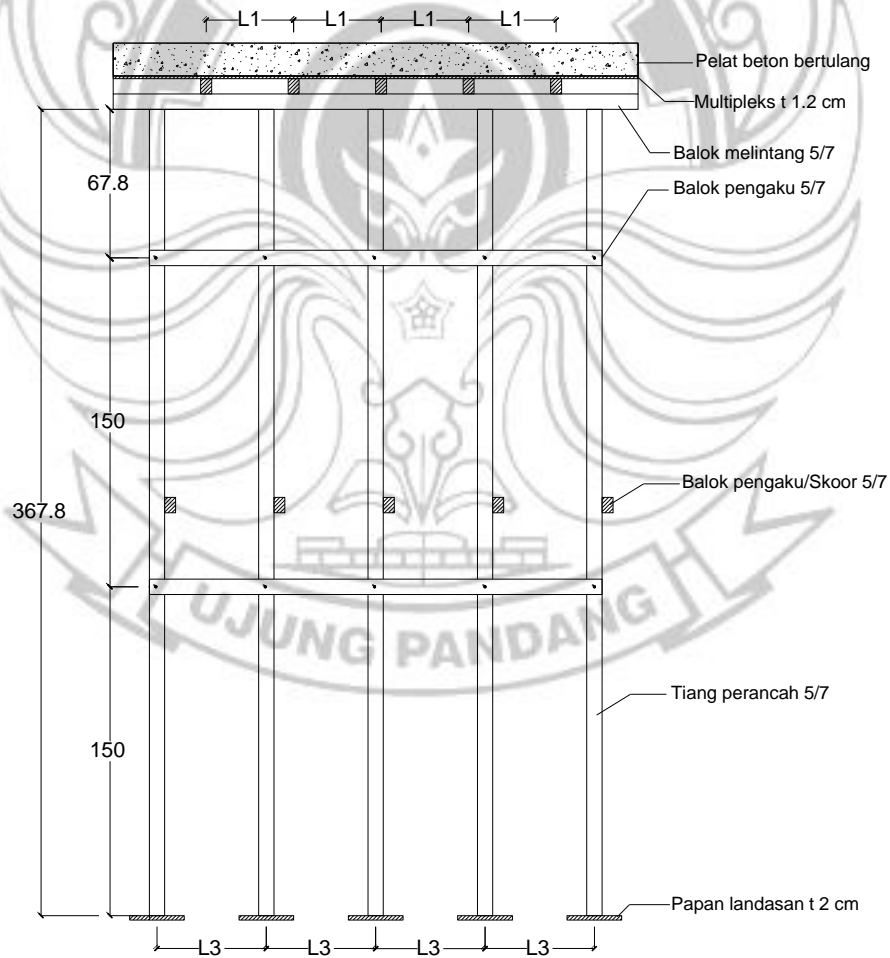 L1 L1 L1 L1
Pelat beton bertulang
Multipleks t 1.2 cm
Balok melintang 5/7
67.8
Balok pengaku 5/7
150
Balok pengaku/Skoor 5/7
367.8
UJUNG PANDANG
Tiang perancah 5/7
150
Papan landasan t 2 cm
L3 L3 L3 L3